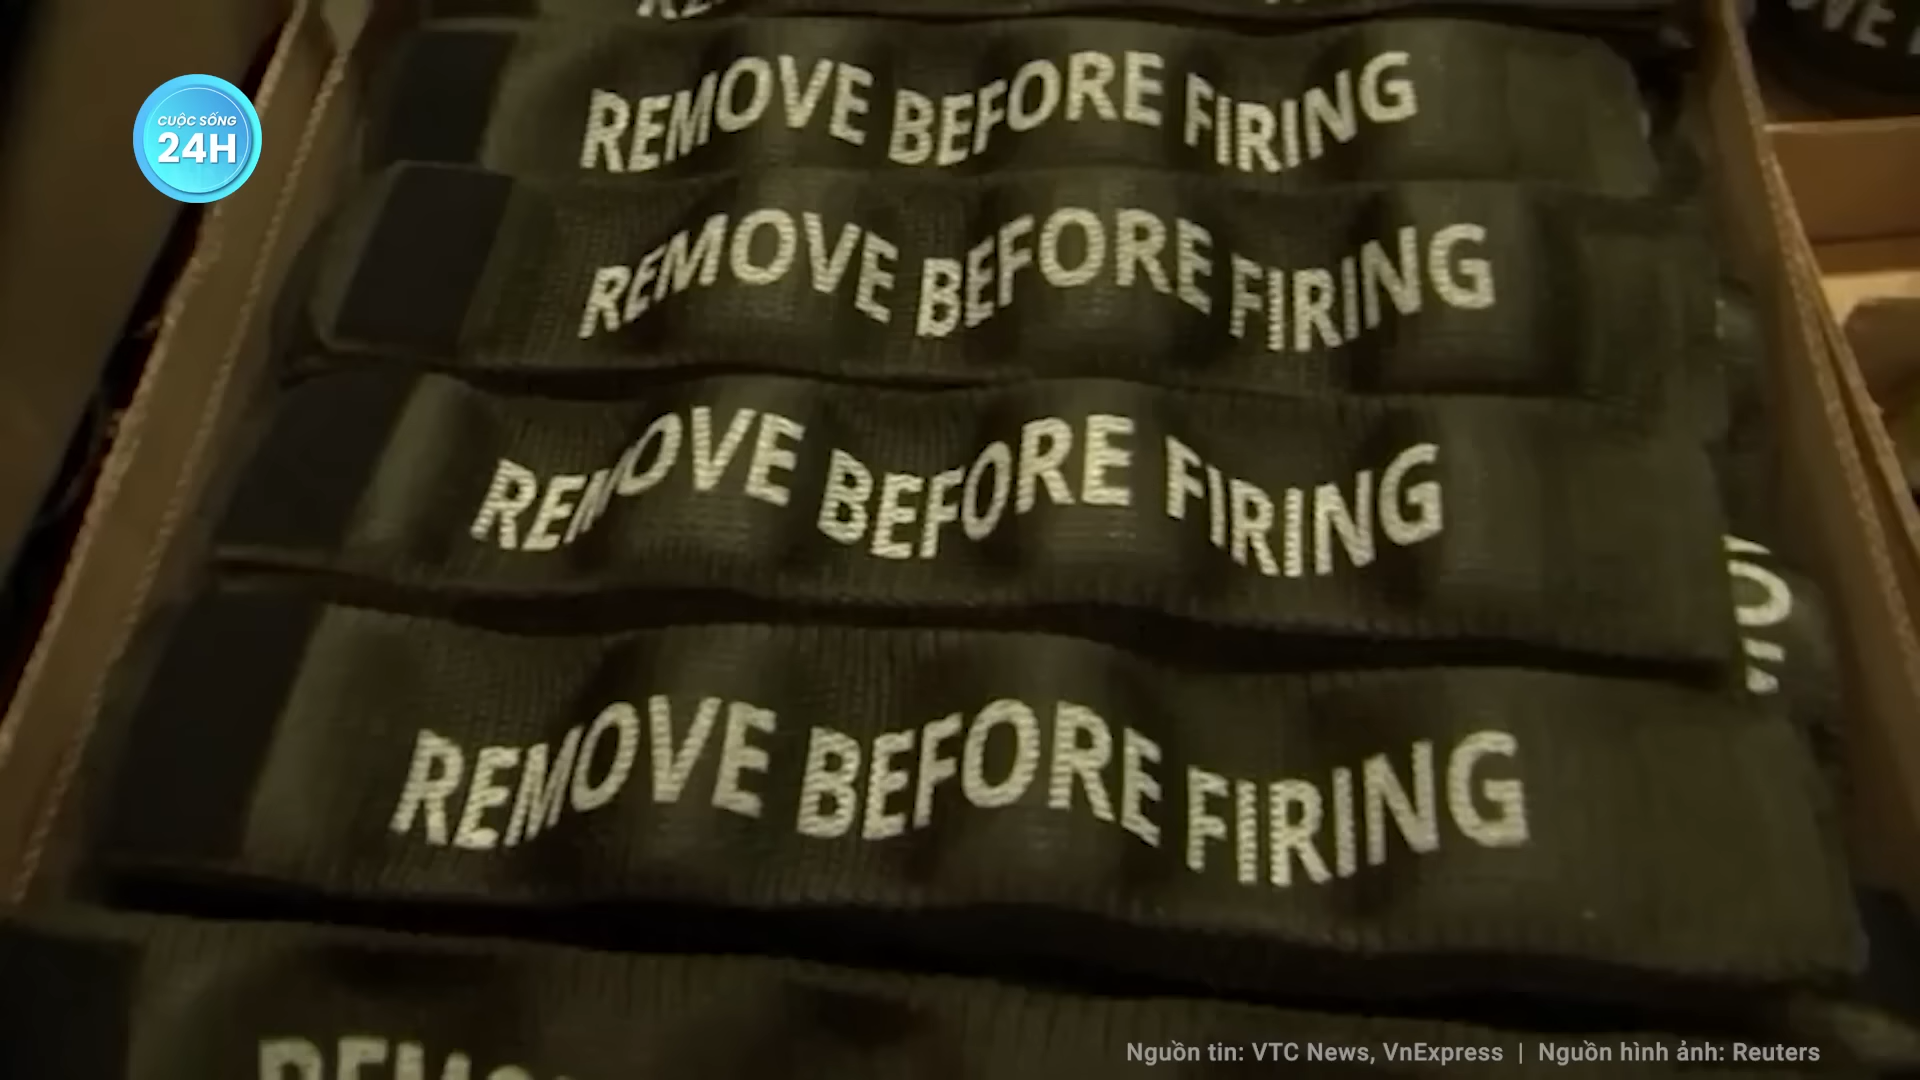 REMOVE BEFORE FIRING
CUỘC SỐNG
24H
REMOVE BEFORE FIRING
REMOVE BEFORE FIRING
REMOVE BEFORE FIRING
Nguồn tin: VTC News, VnExpress | Nguồn hình ảnh: Reuters